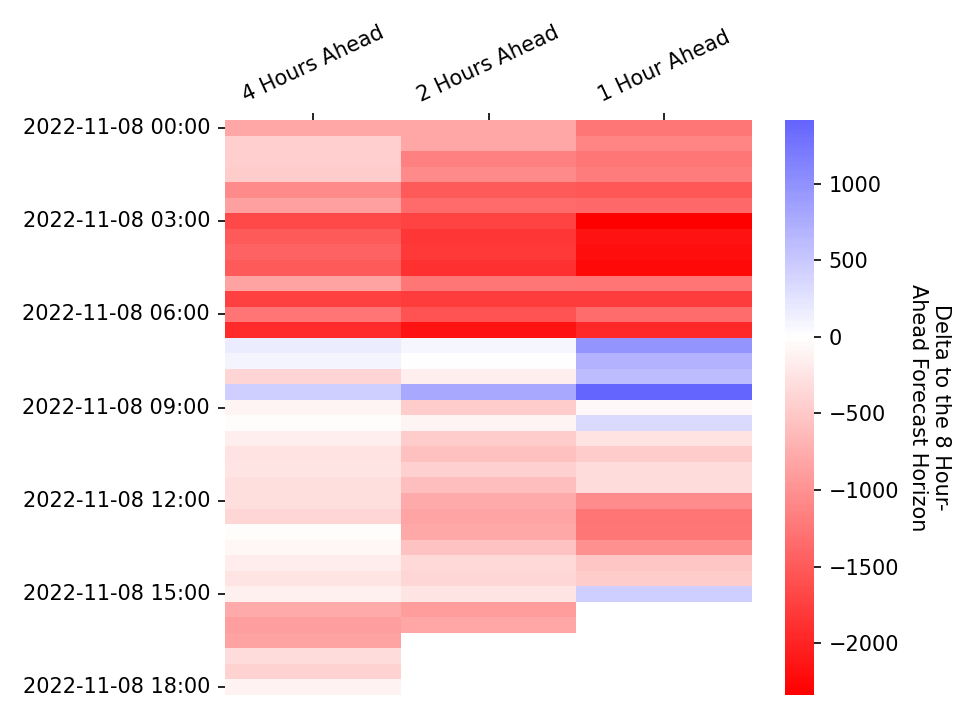 4 Hours Ahead
2 Hours Ahead
1 Hour Ahead
2022-11-08 00:00
2022-11-08 03:00
2022-11-08 06:00
2022-11-08 09:00
2022-11-08 12:00
2022-11-08 15:00
2022-11-08 18:00
1000
500
0
−500
−1000
−1500
−2000
Delta to the 8 Hour-
Ahead Forecast Horizon